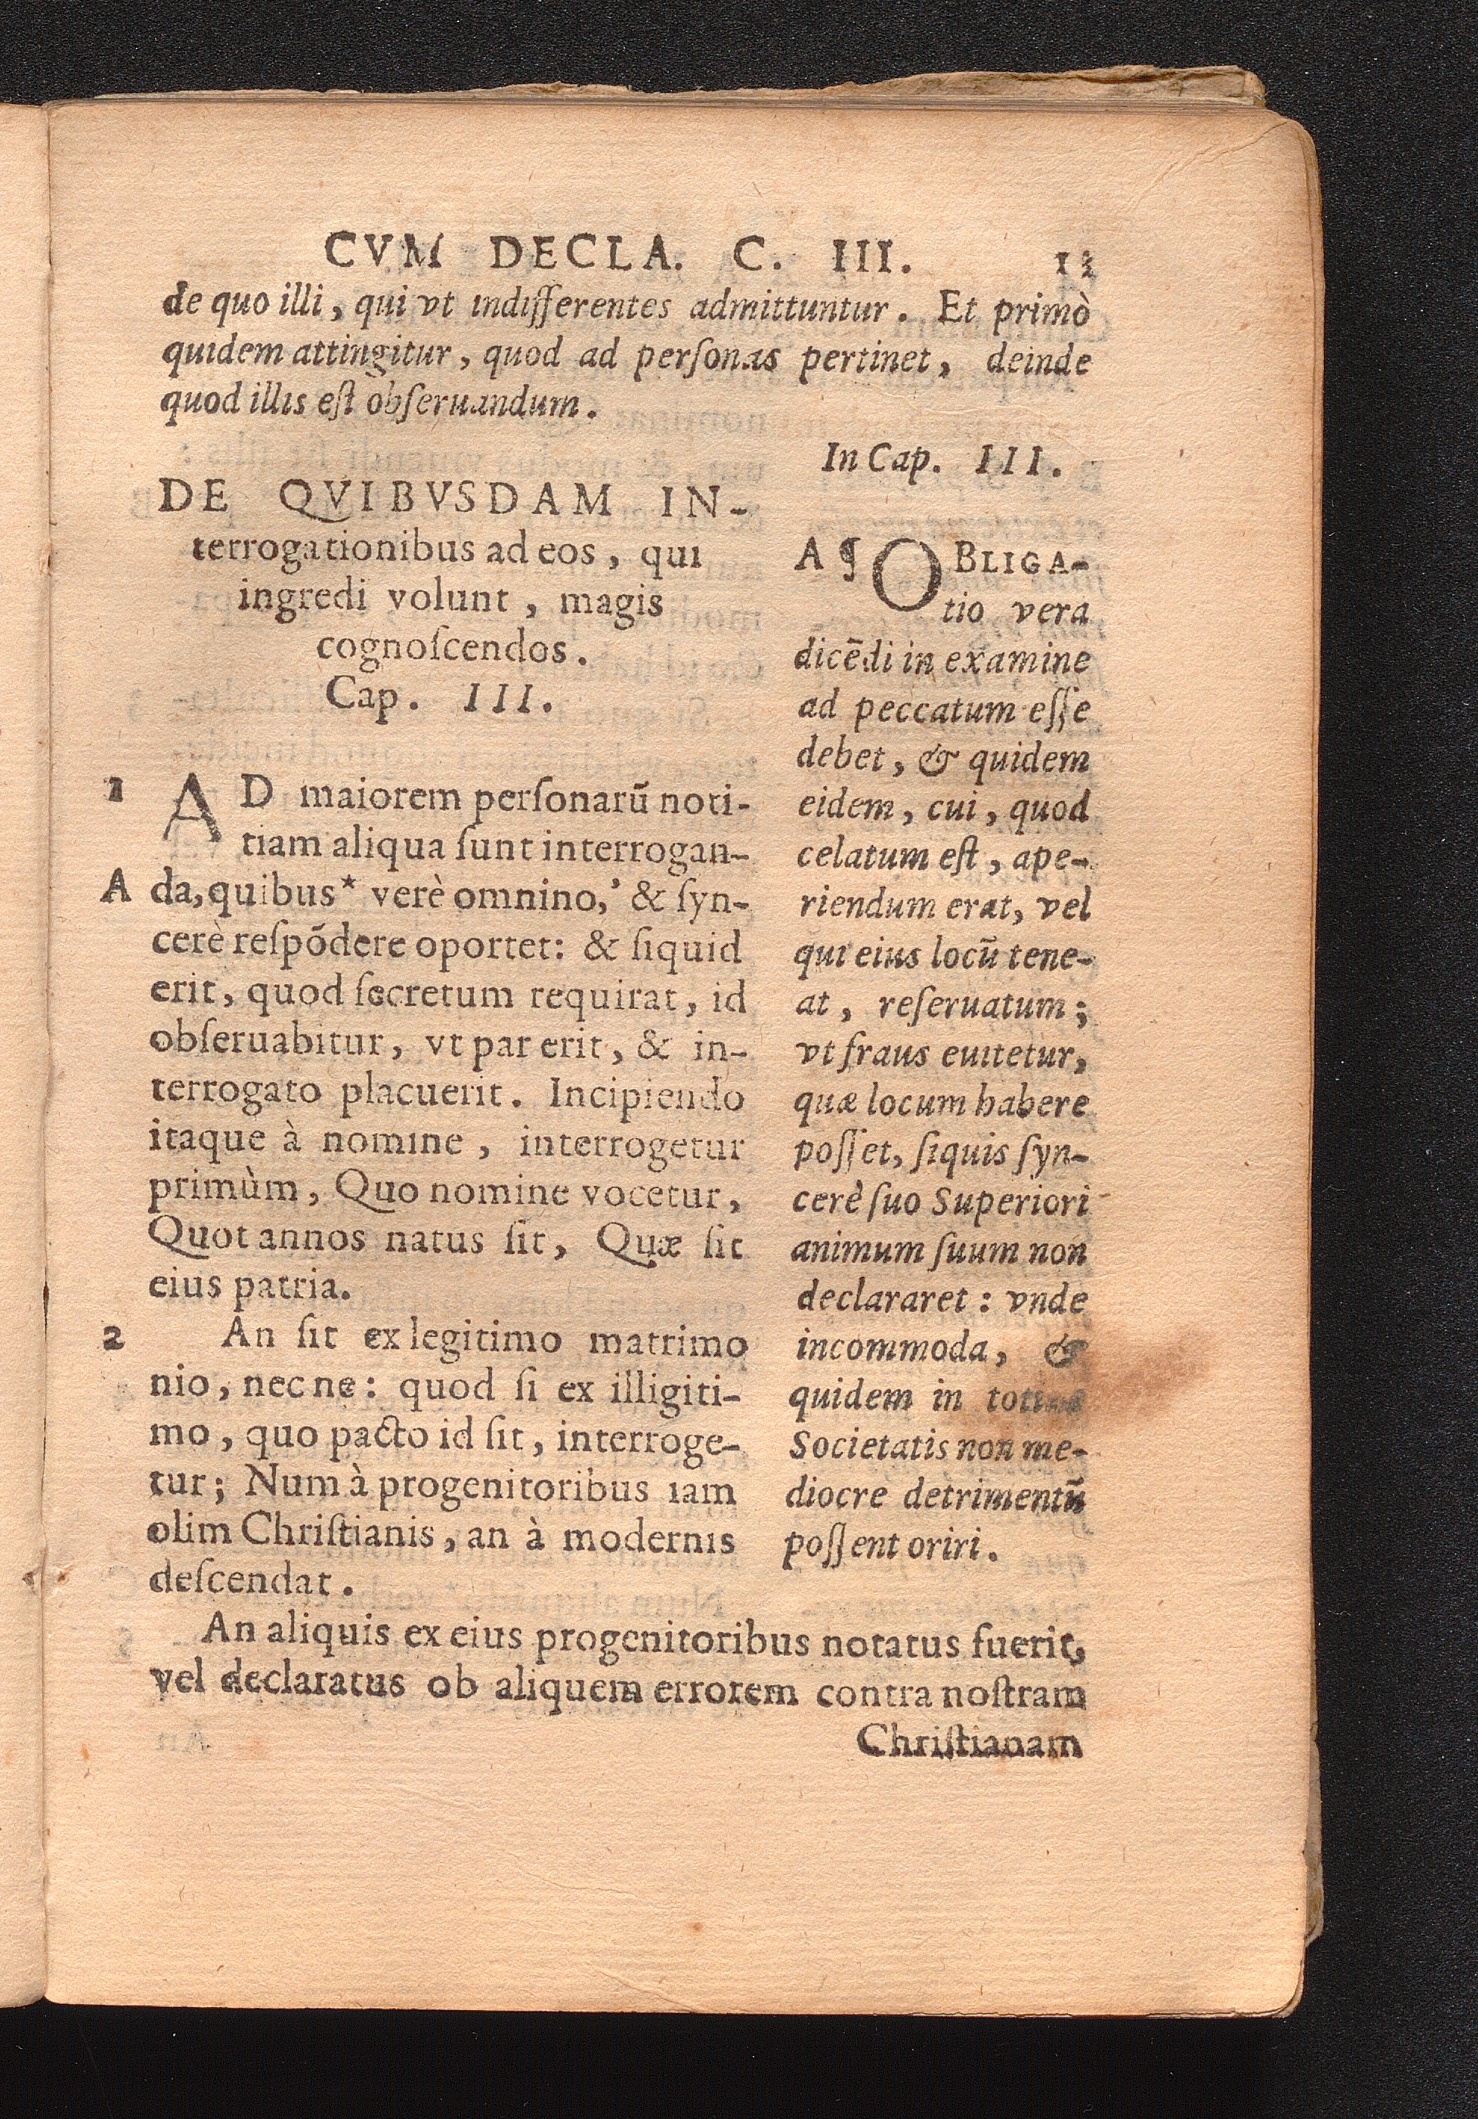 CVM DECLA. C. III. 13
de quo illi, qui vt indifferentes admittuntur. Et primò
quidem attingitur, quod ad perſonas pertinet, deinde
quod illis eſt obſeruandum.
DE QVIBVSDAM IN-
terrogationibus ad eos, qui
ingredi volunt, magis
cognoſcendos.
Cap. III.
1 AD maiorem perſonarū noti-
tiam aliqua ſunt interrogan-
A da, quibus* verè omnino,' & ſyn-
cerè reſpōdere oportet: & ſiquid
erit, quod ſecretum requirat, id
obſeruabitur, vt par erit, & in-
terrogato placuerit. Incipiendo
itaque à nomine, interrogetur
primùm, Quo nomine vocetur,
Quot annos natus ſit, Quæ ſit
eius patria.
2 An ſit ex legitimo matrimo
nio, nec ne: quod ſi ex illigiti-
mo, quo pacto id ſit, interroge-
tur; Num à progenitoribus iam
olim Chriſtianis, an à modernis
deſcendat.
In Cap. III.
A ¶ OBLIGA-
tio vera
dicēdi in examine
ad peccatum eſſe
debet, & quidem
eidem, cui, quod
celatum eſt, ape-
riendum erat, vel
qui eius locū tene-
at, reſeruatum;
vt fraus euitetur,
quæ locum habere
poſſet, ſiquis ſyn-
cerè ſuo Superiori
animum ſuum non
declararet: vnde
incommoda, &
quidem in totius
Societatis non me-
diocre detrimentū
poſſent oriri.
An aliquis ex eius progenitoribus notatus fuerit,
vel declaratus ob aliquem errorem contra noſtram
Chriſtianam